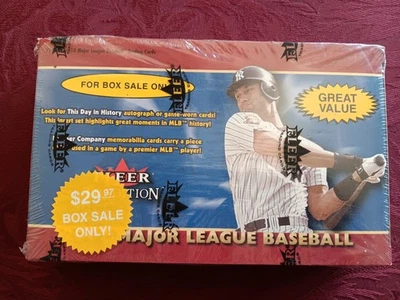 FOR BOX SALE ONLY
GREAT
VALUE
Look for This Day in History autograph or game-worn cards!
This insert set highlights great moments in MLB™ history!
Company memorabilia cards carry a piece
used in a game by a premier MLB™ player!
FLEER
$29.97
BOX SALE
ONLY!
MAJOR LEAGUE BASEBALL